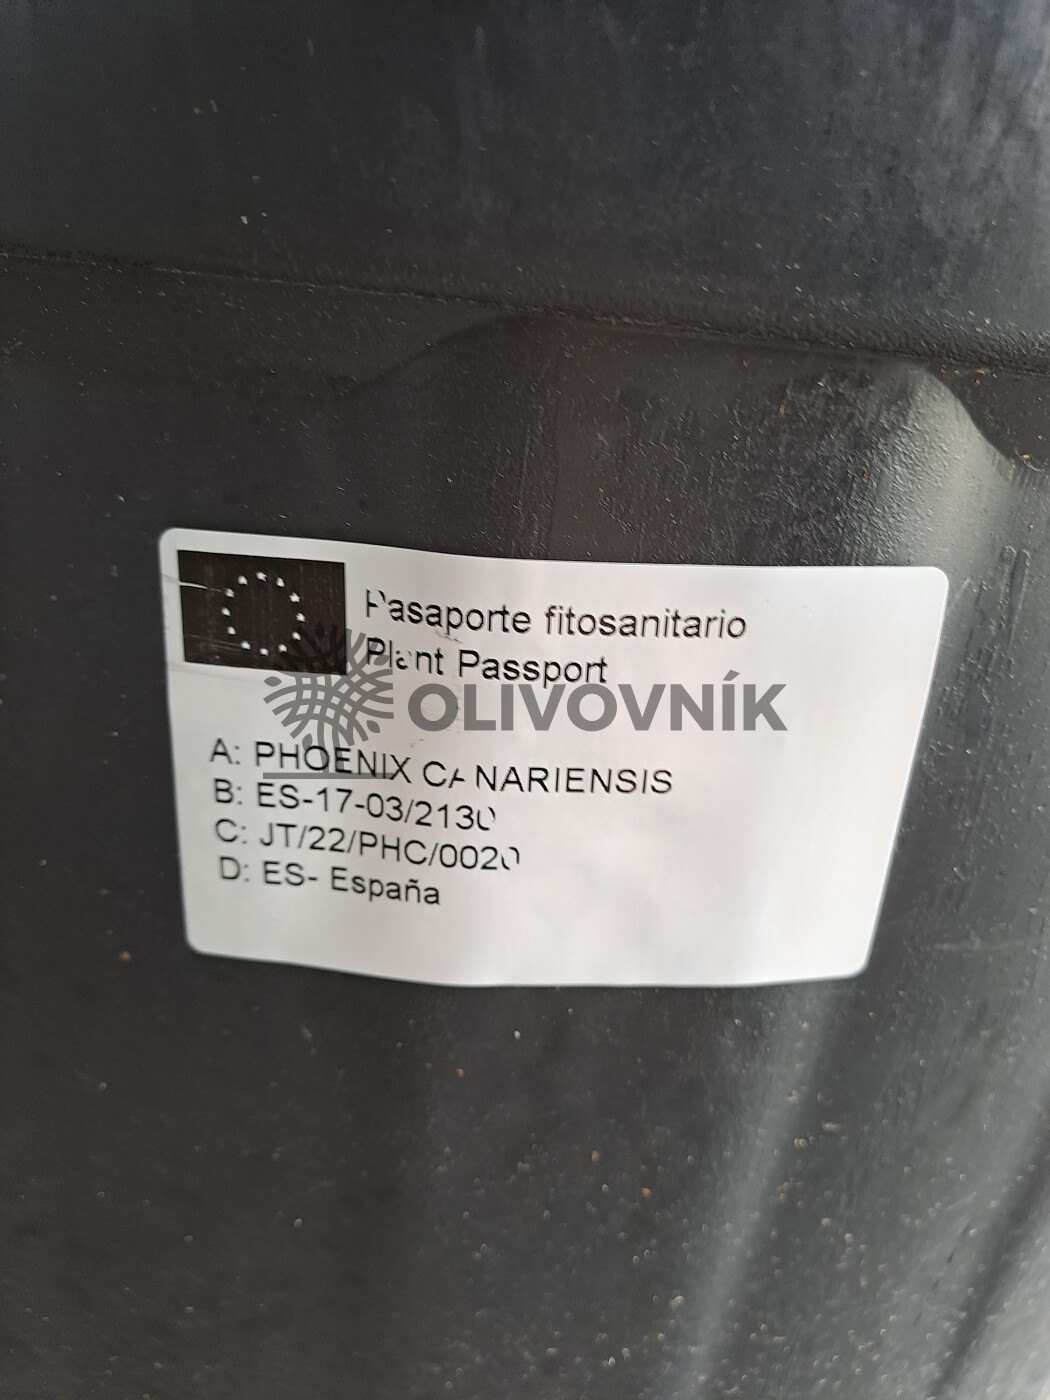 Pasaporte fitosanitario
Plant Passport
OLIVOVNÍK
A: PHOENIX CANARIENSIS
B: ES-17-03/2130
C: JT/22/PHC/0020
D: ES- España